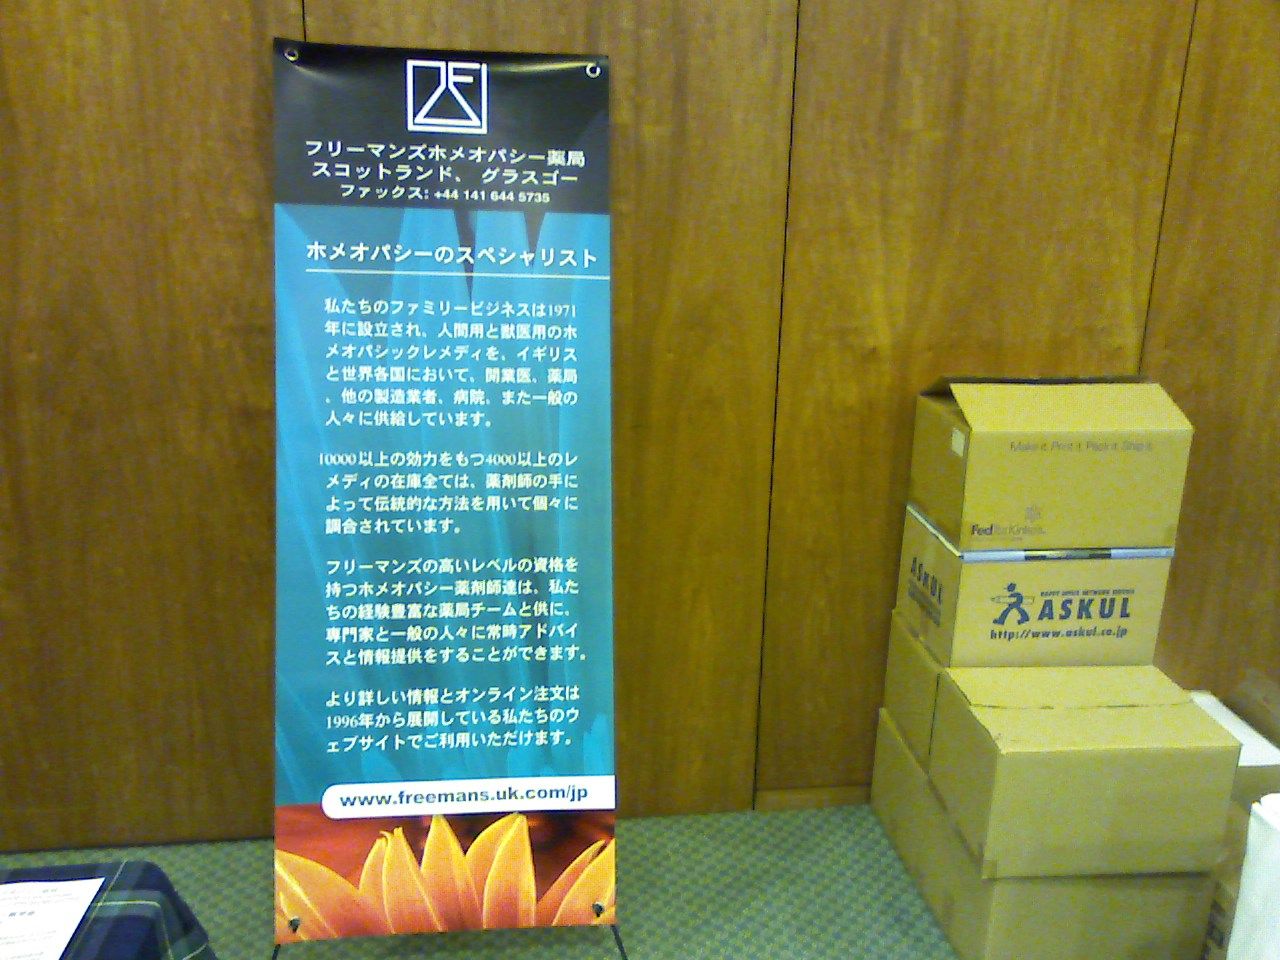 フリーマンズホメオパシー薬局
スコットランド、 グラスゴー
ファックス: +44 141 644 5735
ホメオパシーのスペシャリスト
私たちのファミリービジネスは1971
年に設立され、人間用と獣医用のホ
メオパシックレメディを、イギリス
と世界各国において、開業医、薬局
、他の製造業者、病院、また一般の
人々に供給しています。
10000以上の効力をもつ4000以上のレ
メディの在庫全ては、薬剤師の手に
よって伝統的な方法を用いて個々に
調合されています。
フリーマンズの高いレベルの資格を
持つホメオパシー薬剤師達は、私た
ちの経験豊富な薬局チームと供に、
専門家と一般の人々に常時アドバイ
スと情報提供をすることができます。
より詳しい情報とオンライン注文は
1996年から展開している私たちのウ
ェブサイトでご利用いただけます。
www.freemans.uk.com/jp
Make it. Print it. Pack it. Ship it.
FedEx Kinko's
ASKUL
HAPPY OFFICE NETWORK SERVICE
ASKUL
http://www.askul.co.jp